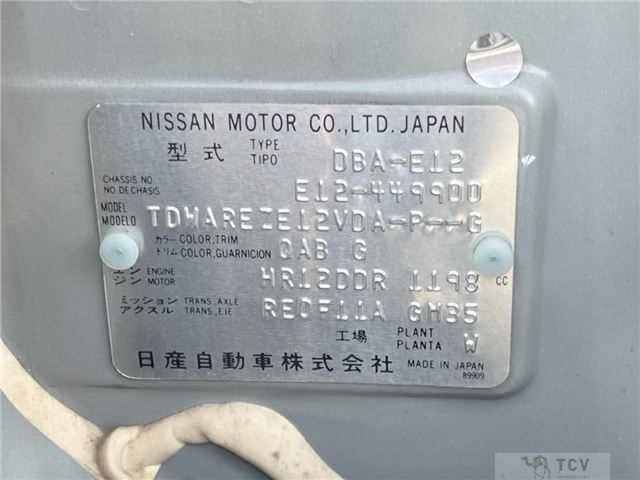 NISSAN MOTOR CO.,LTD. JAPAN
型式 TYPE TIPO DBA-E12
CHASSIS NO. NO DE CHASIS E12-449900
MODEL MODELO TDWAREZE12VDA-P--G
カラー COLOR, TRIM トリム COLOR, GUARNICION QAB G
エンジン ENGINE MOTOR HR12DDR 1198 CC
ミッション アクスル TRANS. AXLE TRANS. EJE RE0F11A GH35
工場 PLANT PLANTA W
日産自動車株式会社 MADE IN JAPAN
89909
TCV